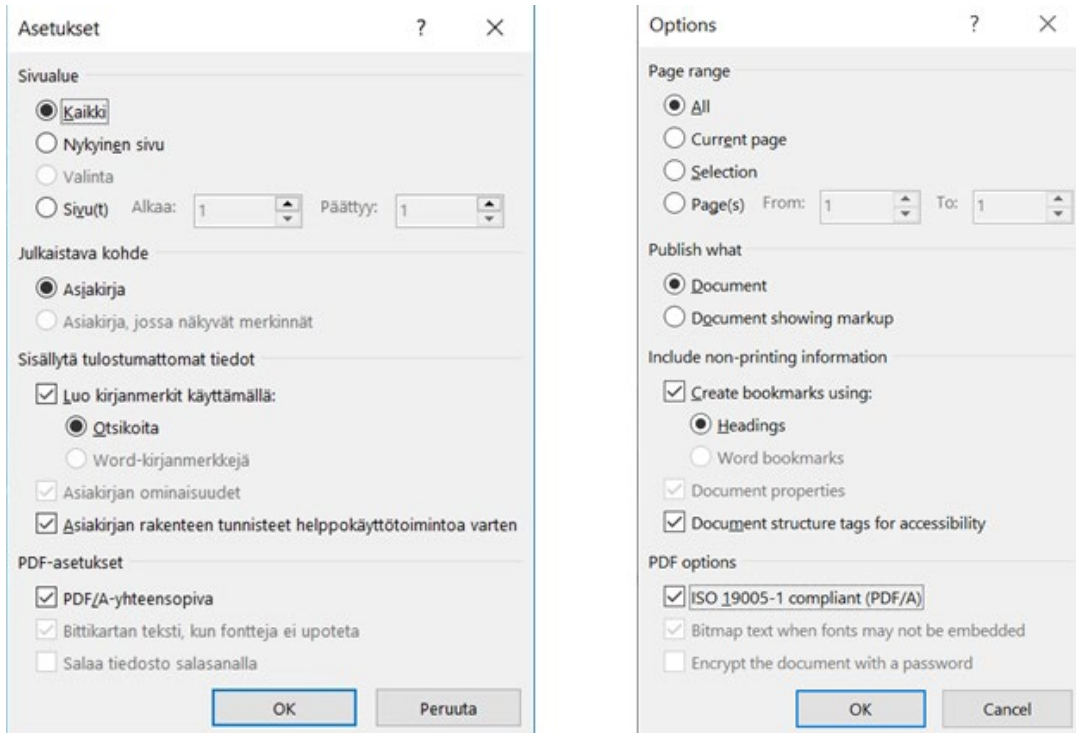 Asetukset
Sivualue
Kaikki
Nykyinen sivu
Valinta
Sivu(t) Alkaa: 1 Päättyy: 1
Julkaistava kohde
Asiakirja
Asiakirja, jossa näkyvät merkinnät
Sisällytä tulostumattomat tiedot
Luo kirjanmerkit käyttämällä:
Otsikoita
Word-kirjanmerkkejä
Asiakirjan ominaisuudet
Asiakirjan rakenteen tunnisteet helppokäyttötoimintoa varten
PDF-asetukset
PDF/A-yhteensopiva
Bittikartan teksti, kun fontteja ei upoteta
Salaa tiedosto salasanalla
OK Peruuta
Options
Page range
All
Current page
Selection
Page(s) From: 1 To: 1
Publish what
Document
Document showing markup
Include non-printing information
Create bookmarks using:
Headings
Word bookmarks
Document properties
Document structure tags for accessibility
PDF options
ISO 19005-1 compliant (PDF/A)
Bitmap text when fonts may not be embedded
Encrypt the document with a password
OK Cancel